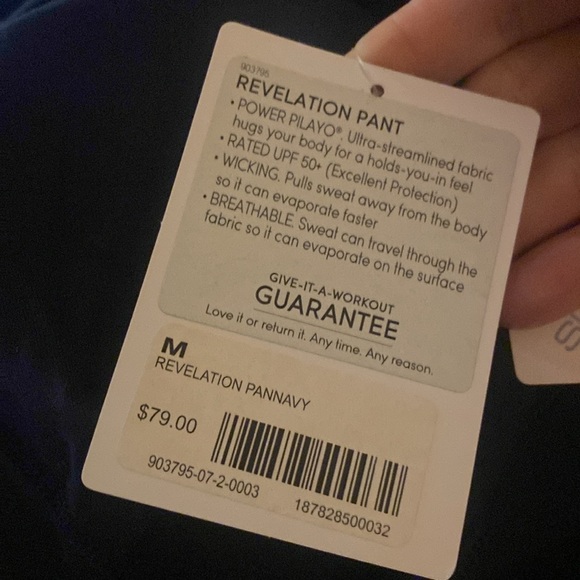 903795
REVELATION PANT
• POWER PILAYO®. Ultra-streamlined fabric
hugs your body for a holds-you-in feel
• RATED UPF 50+ (Excellent Protection)
• WICKING. Pulls sweat away from the body
so it can evaporate faster
• BREATHABLE. Sweat can travel through the
fabric so it can evaporate on the surface
GIVE-IT-A-WORKOUT
GUARANTEE
Love it or return it. Any time. Any reason.
M
REVELATION PANNAVY
$79.00
903795-07-2-0003
187828500032